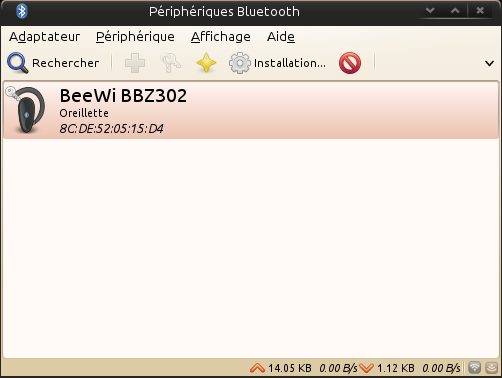 Périphériques Bluetooth
Adaptateur Périphérique Affichage Aide
Rechercher Installation...
BeeWi BBZ302
Oreillette
8C:DE:52:05:15:D4
14.05 KB 0.00 B/s 1.12 KB 0.00 B/s